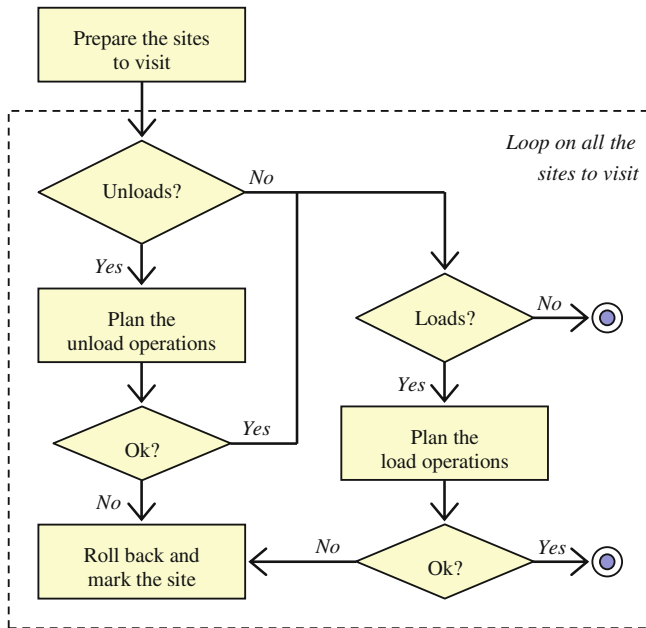 Prepare the sites
to visit
Loop on all the
sites to visit
Unloads?
No
Yes
Plan the
unload operations
Loads?
No
Yes
Ok?
Yes
Plan the
load operations
No
Roll back and
mark the site
No
Ok?
Yes